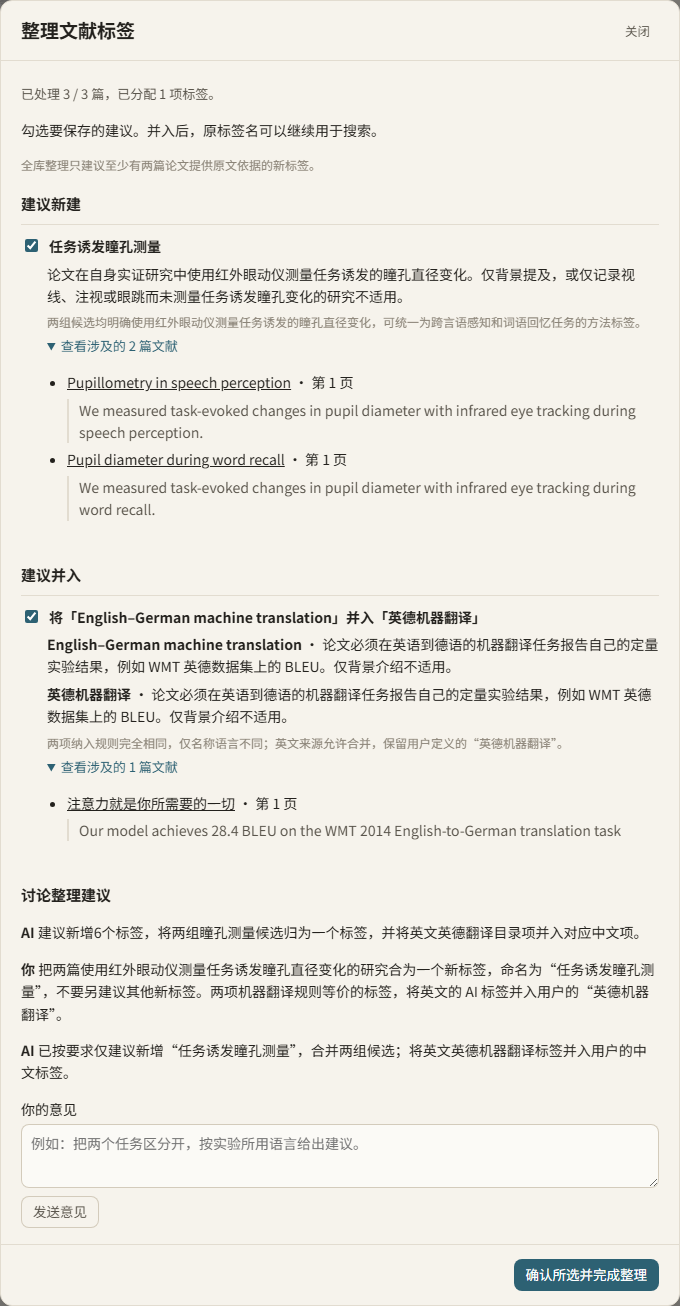 整理文献标签
关闭
已处理 3 / 3 篇，已分配 1 项标签。
勾选要保存的建议。并入后，原标签名可以继续用于搜索。
全库整理只建议至少有两篇论文提供原文依据的新标签。
建议新建
任务诱发瞳孔测量
论文在自身实证研究中使用红外眼动仪测量任务诱发的瞳孔直径变化。仅背景提及，或仅记录视
线、注视或眼跳而未测量任务诱发瞳孔变化的研究不适用。
两组候选均明确使用红外眼动仪测量任务诱发的瞳孔直径变化，可统一为跨言语感知和词语回忆任务的方法标签。
▼ 查看涉及的 2 篇文献
• Pupillometry in speech perception · 第 1 页
We measured task-evoked changes in pupil diameter with infrared eye tracking during
speech perception.
• Pupil diameter during word recall · 第 1 页
We measured task-evoked changes in pupil diameter with infrared eye tracking during
word recall.
建议并入
将「English–German machine translation」并入「英德机器翻译」
English–German machine translation · 论文必须在英语到德语的机器翻译任务报告自己的定量
实验结果，例如 WMT 英德数据集上的 BLEU。仅背景介绍不适用。
英德机器翻译 · 论文必须在英语到德语的机器翻译任务报告自己的定量实验结果，例如 WMT 英德
数据集上的 BLEU。仅背景介绍不适用。
两项纳入规则完全相同，仅名称语言不同；英文来源允许合并，保留用户定义的“英德机器翻译”。
▼ 查看涉及的 1 篇文献
• 注意力就是你所需要的一切 · 第 1 页
Our model achieves 28.4 BLEU on the WMT 2014 English-to-German translation task
讨论整理建议
AI 建议新增6个标签，将两组瞳孔测量候选归为一个标签，并将英文英德翻译目录项并入对应中文项。
你 把两篇使用红外眼动仪测量任务诱发瞳孔直径变化的研究合为一个新标签，命名为“任务诱发瞳孔测
量”，不要另建议其他新标签。两项机器翻译规则等价的标签，将英文的 AI 标签并入用户的“英德机器
翻译”。
AI 已按要求仅建议新增“任务诱发瞳孔测量”，合并两组候选；将英文英德机器翻译标签并入用户的中
文标签。
你的意见
例如：把两个任务区分开，按实验所用语言给出建议。
发送意见
确认所选并完成整理